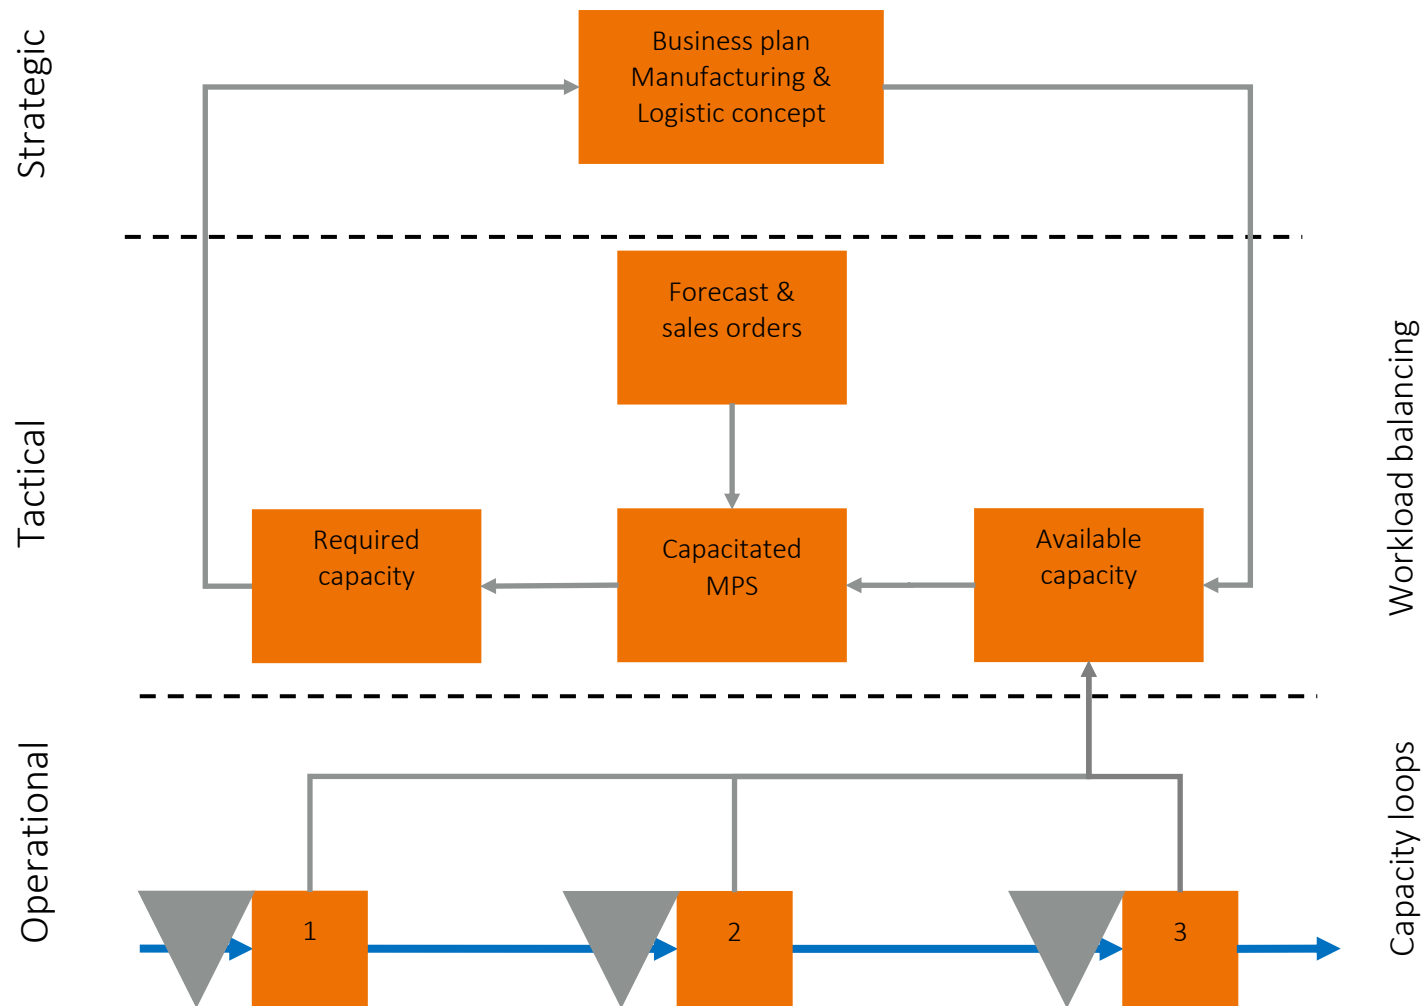 Strategic
Business plan
Manufacturing &
Logistic concept
Tactical
Forecast &
sales orders
Required
capacity
Capacitated
MPS
Available
capacity
Workload balancing
Operational
1
2
3
Capacity loops